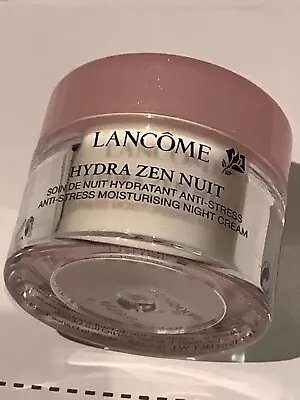 LANCÔME
HYDRA ZEN NUIT
SOIN DE NUIT HYDRATANT ANTI-STRESS
ANTI-STRESS MOISTURISING NIGHT CREAM